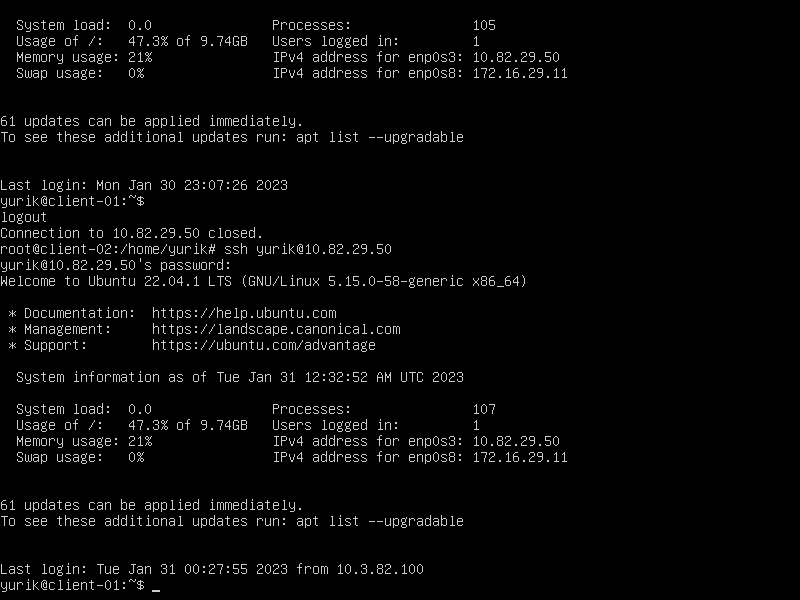 System load:  0.0               Processes:               105
  Usage of /:   47.3% of 9.74GB   Users logged in:         1
  Memory usage: 21%               IPv4 address for enp0s3: 10.82.29.50
  Swap usage:   0%                IPv4 address for enp0s8: 172.16.29.11
61 updates can be applied immediately.
To see these additional updates run: apt list --upgradable
Last login: Mon Jan 30 23:07:26 2023
yurik@client-01:~$
logout
Connection to 10.82.29.50 closed.
root@client-02:/home/yurik# ssh yurik@10.82.29.50
yurik@10.82.29.50's password:
Welcome to Ubuntu 22.04.1 LTS (GNU/Linux 5.15.0-58-generic x86_64)
 * Documentation:  https://help.ubuntu.com
 * Management:     https://landscape.canonical.com
 * Support:        https://ubuntu.com/advantage
  System information as of Tue Jan 31 12:32:52 AM UTC 2023
  System load:  0.0               Processes:               107
  Usage of /:   47.3% of 9.74GB   Users logged in:         1
  Memory usage: 21%               IPv4 address for enp0s3: 10.82.29.50
  Swap usage:   0%                IPv4 address for enp0s8: 172.16.29.11
61 updates can be applied immediately.
To see these additional updates run: apt list --upgradable
Last login: Tue Jan 31 00:27:55 2023 from 10.3.82.100
yurik@client-01:~$ _